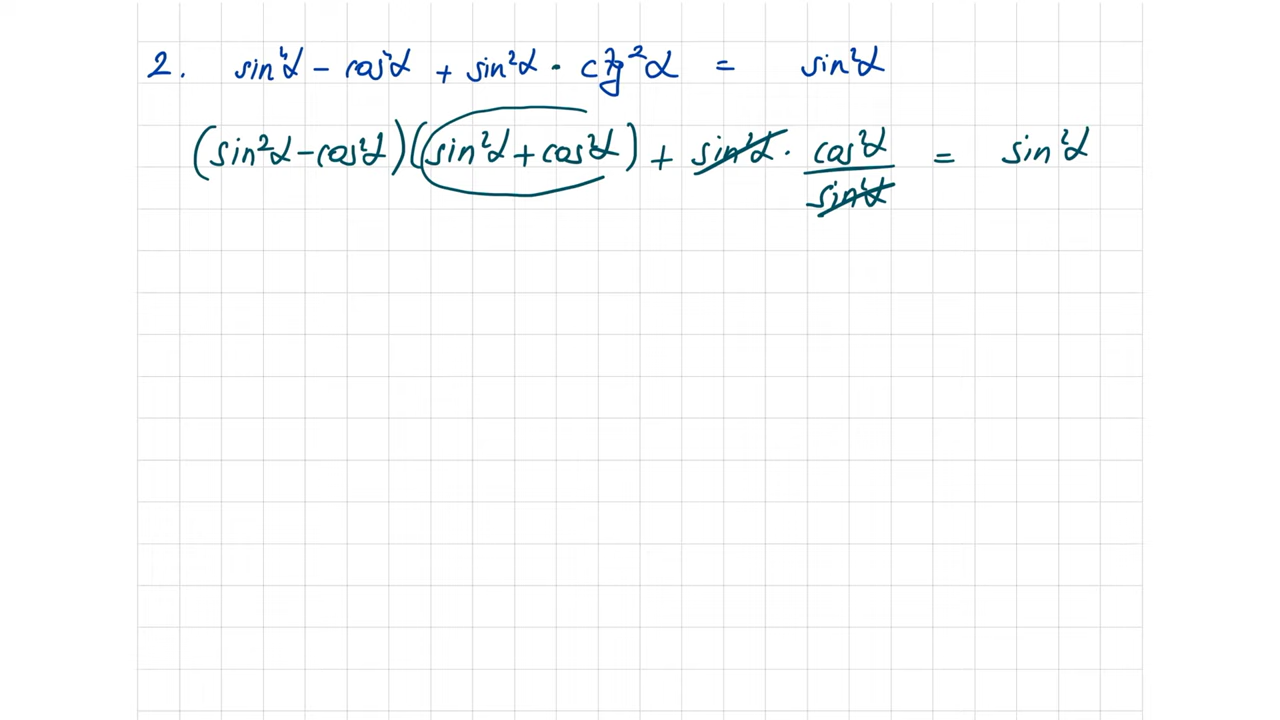 2. sin⁴α − cos⁴α + sin²α · ctg²α = sin²α
(sin²α − cos²α)(sin²α + cos²α) + sin²α · cos²α/sin²α = sin²α